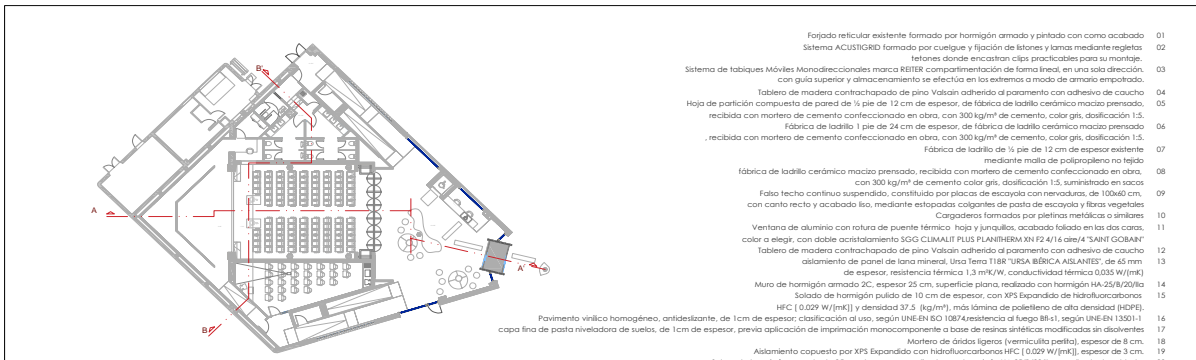 B'
A
A'
B
Forjado reticular existente formado por hormigón armado y pintado con como acabado 01
Sistema ACUSTIGRID formado por cuelgue y fijación de listones y lamas mediante regletas 02
tetones donde encastran clips practicables para su montaje.
Sistema de tabiques Móviles Monodireccionales marca REITER compartimentación de forma lineal, en una sola dirección. 03
con guía superior y almacenamiento se efectúa en los extremos a modo de armario empotrado.
Tablero de madera contrachapado de pino Valsain adherido al paramento con adhesivo de caucho 04
Hoja de partición compuesta de pared de ½ pie de 12 cm de espesor, de fábrica de ladrillo cerámico macizo prensado, 05
recibida con mortero de cemento confeccionado en obra, con 300 kg/m³ de cemento, color gris, dosificación 1:5.
Fábrica de ladrillo 1 pie de 24 cm de espesor, de fábrica de ladrillo cerámico macizo prensado 06
, recibida con mortero de cemento confeccionado en obra, con 300 kg/m³ de cemento, color gris, dosificación 1:5.
Fábrica de ladrillo de ½ pie de 12 cm de espesor existente 07
mediante malla de polipropileno no tejido
fábrica de ladrillo cerámico macizo prensado, recibida con mortero de cemento confeccionado en obra, 08
con 300 kg/m³ de cemento color gris, dosificación 1:5, suministrado en sacos
Falso techo continuo suspendido, constituido por placas de escayola con nervaduras, de 100x60 cm, 09
con canto recto y acabado liso, mediante estopadas colgantes de pasta de escayola y fibras vegetales
Cargaderos formados por pletinas metálicas o similares 10
Ventana de aluminio con rotura de puente térmico hoja y junquillos, acabado foliado en las dos caras, 11
color a elegir, con doble acristalamiento SGG CLIMALIT PLUS PLANITHERM XN F2 4/16 aire/4 "SAINT GOBAIN"
Tablero de madera contrachapado de pino Valsain adherido al paramento con adhesivo de caucho 12
aislamiento de panel de lana mineral, Ursa Terra T18R "URSA IBÉRICA AISLANTES", de 65 mm 13
de espesor, resistencia térmica 1,3 m²K/W, conductividad térmica 0,035 W/(mK)
Muro de hormigón armado 2C, espesor 25 cm, superficie plana, realizado con hormigón HA-25/B/20/IIa 14
Solado de hormigón pulido de 10 cm de espesor, con XPS Expandido de hidrofluorcarbonos 15
HFC [ 0.029 W/[mK]] y densidad 37.5 (kg/m³), más lámina de polietileno de alta densidad (HDPE).
Pavimento vinílico homogéneo, antideslizante, de 1cm de espesor; clasificación al uso, según UNE-EN ISO 10874,resistencia al fuego Bfl-s1, según UNE-EN 13501-1 16
capa fina de pasta niveladora de suelos, de 1cm de espesor, previa aplicación de imprimación monocomponente a base de resinas sintéticas modificadas sin disolventes 17
Mortero de áridos ligeros (vermiculita perlita), espesor de 8 cm. 18
Aislamiento copuesto por XPS Expandido con hidrofluorcarbonos HFC [ 0.029 W/[mK]], espesor de 3 cm. 19